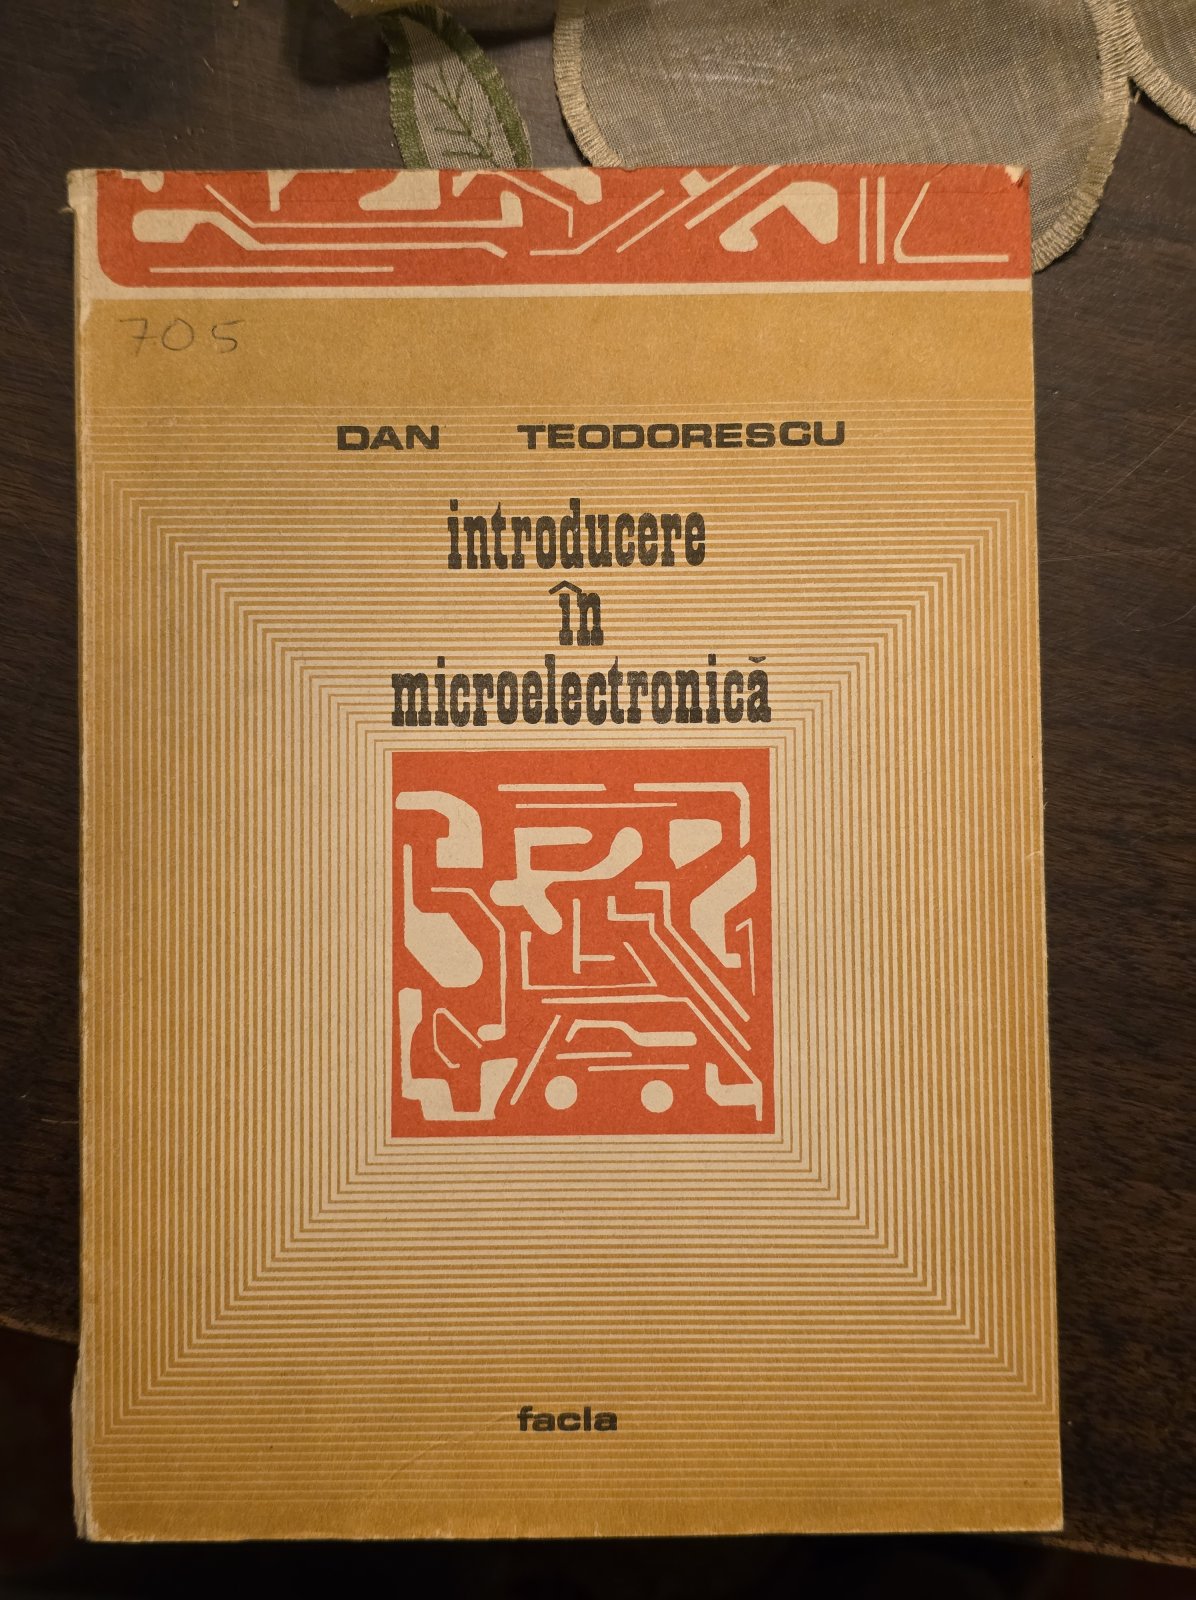 705
DAN TEODORESCU
introducere
în
microelectronică
facla